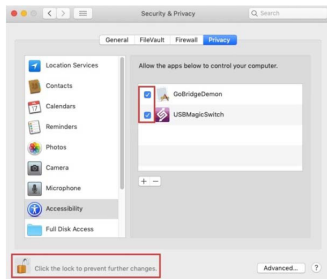 Security & Privacy
Search
General FileVault Firewall Privacy
Location Services
Contacts
Calendars
Reminders
Photos
Camera
Microphone
Accessibility
Full Disk Access
Allow the apps below to control your computer.
GoBridgeDemon
USBMagicSwitch
+ −
Click the lock to prevent further changes.
Advanced... ?